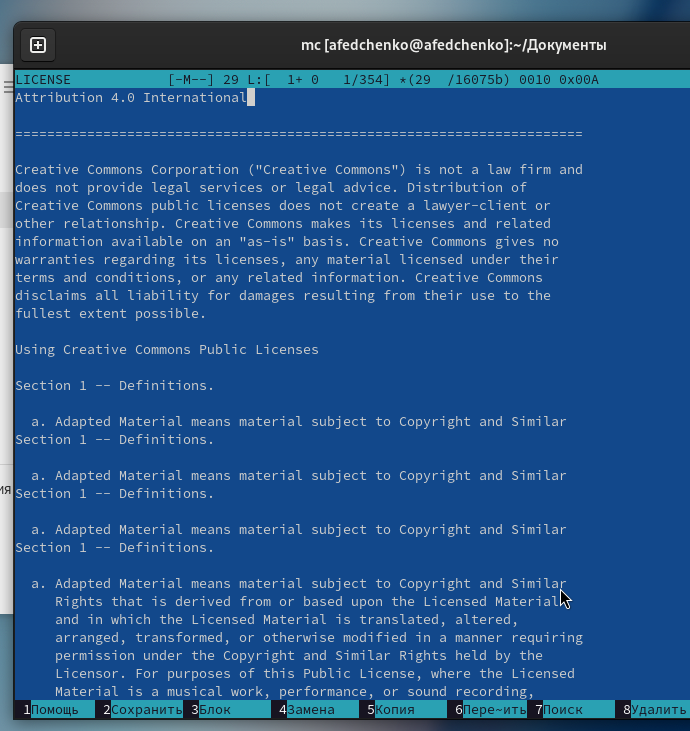 mc [afedchenko@afedchenko]:~/Документы
LICENSE [-M--] 29 L:[ 1+ 0 1/354] *(29 /16075b) 0010 0x00A
Attribution 4.0 International
=======================================================================
Creative Commons Corporation ("Creative Commons") is not a law firm and
does not provide legal services or legal advice. Distribution of
Creative Commons public licenses does not create a lawyer-client or
other relationship. Creative Commons makes its licenses and related
information available on an "as-is" basis. Creative Commons gives no
warranties regarding its licenses, any material licensed under their
terms and conditions, or any related information. Creative Commons
disclaims all liability for damages resulting from their use to the
fullest extent possible.
Using Creative Commons Public Licenses
Section 1 -- Definitions.
a. Adapted Material means material subject to Copyright and Similar
Section 1 -- Definitions.
a. Adapted Material means material subject to Copyright and Similar
Section 1 -- Definitions.
a. Adapted Material means material subject to Copyright and Similar
Section 1 -- Definitions.
a. Adapted Material means material subject to Copyright and Similar
Rights that is derived from or based upon the Licensed Material
and in which the Licensed Material is translated, altered,
arranged, transformed, or otherwise modified in a manner requiring
permission under the Copyright and Similar Rights held by the
Licensor. For purposes of this Public License, where the Licensed
Material is a musical work, performance, or sound recording,
1Помощь 2Сохранить 3Блок 4Замена 5Копия 6Пере~ить 7Поиск 8Удалить